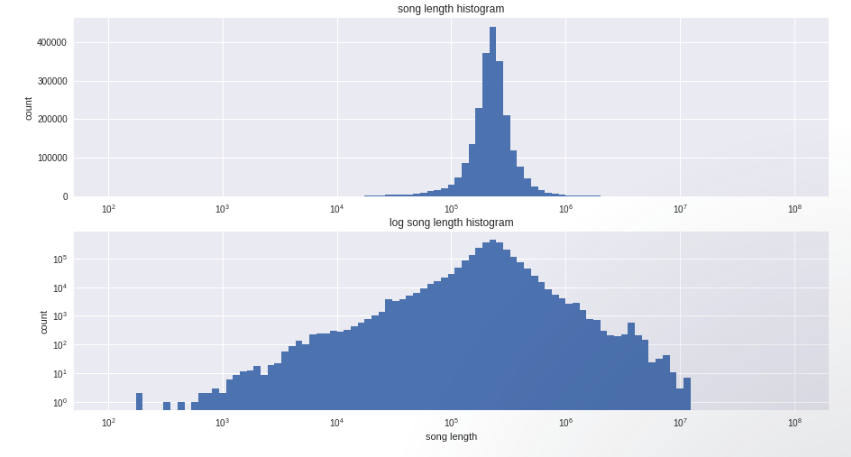 song length histogram
400000
300000
200000
100000
0
count
10² 10³ 10⁴ 10⁵ 10⁶ 10⁷ 10⁸
log song length histogram
10⁵
10⁴
10³
10²
10¹
10⁰
count
10² 10³ 10⁴ 10⁵ 10⁶ 10⁷ 10⁸
song length